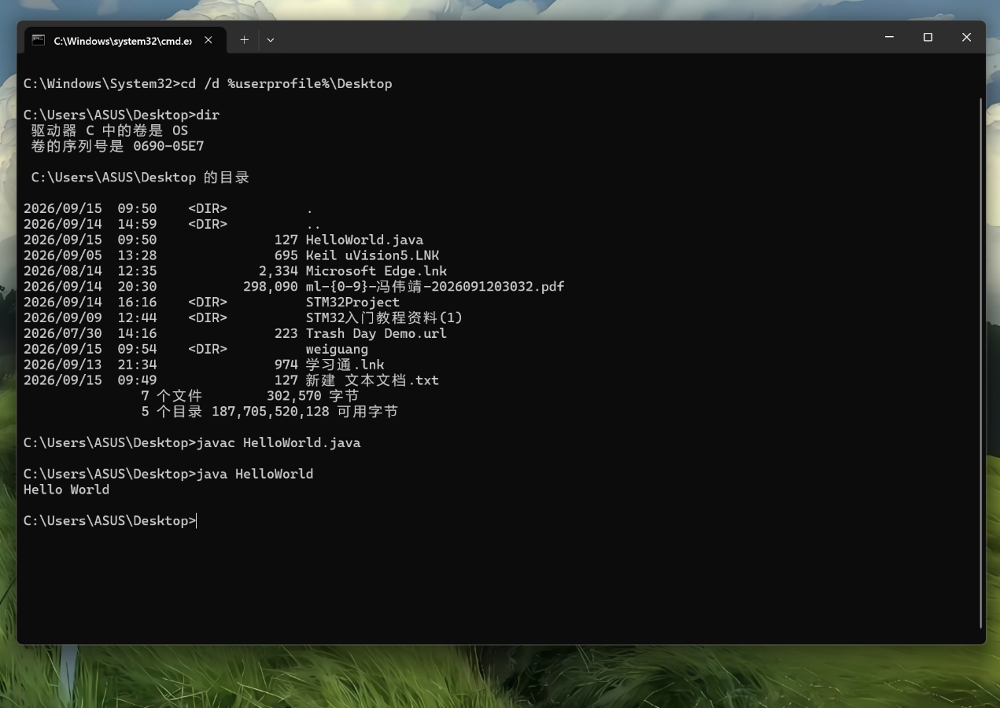 C:\Windows\system32\cmd.ex
C:\Windows\System32>cd /d %userprofile%\Desktop
C:\Users\ASUS\Desktop>dir
驱动器 C 中的卷是 OS
卷的序列号是 0690-05E7
C:\Users\ASUS\Desktop 的目录
2026/09/15  09:50    <DIR>          .
2026/09/14  14:59    <DIR>          ..
2026/09/15  09:50               127 HelloWorld.java
2026/09/05  13:28               695 Keil uVision5.LNK
2026/08/14  12:35             2,334 Microsoft Edge.lnk
2026/09/14  20:30           298,090 ml-{0-9}-冯伟靖-2026091203032.pdf
2026/09/14  16:16    <DIR>          STM32Project
2026/09/09  12:44    <DIR>          STM32入门教程资料(1)
2026/07/30  14:16               223 Trash Day Demo.url
2026/09/15  09:54    <DIR>          weiguang
2026/09/13  21:34               974 学习通.lnk
2026/09/15  09:49               127 新建 文本文档.txt
7 个文件        302,570 字节
5 个目录 187,705,520,128 可用字节
C:\Users\ASUS\Desktop>javac HelloWorld.java
C:\Users\ASUS\Desktop>java HelloWorld
Hello World
C:\Users\ASUS\Desktop>